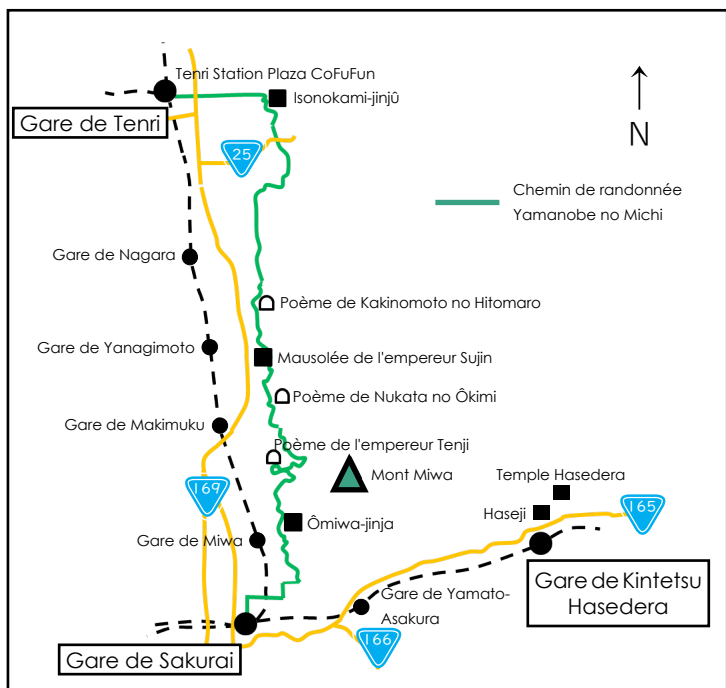 Tenri Station Plaza CoFuFun
Isonokami-jinjû
Gare de Tenri
N
25
Chemin de randonnée
Yamanobe no Michi
Gare de Nagara
Poème de Kakinomoto no Hitomaro
Gare de Yanagimoto
Mausolée de l'empereur Sujin
Poème de Nukata no Ôkimi
Gare de Makimuku
Poème de l'empereur Tenji
Mont Miwa
Temple Hasedera
169
Haseji
165
Ômiwa-jinja
Gare de Miwa
Gare de Kintetsu
Hasedera
Gare de Yamato-
Asakura
166
Gare de Sakurai